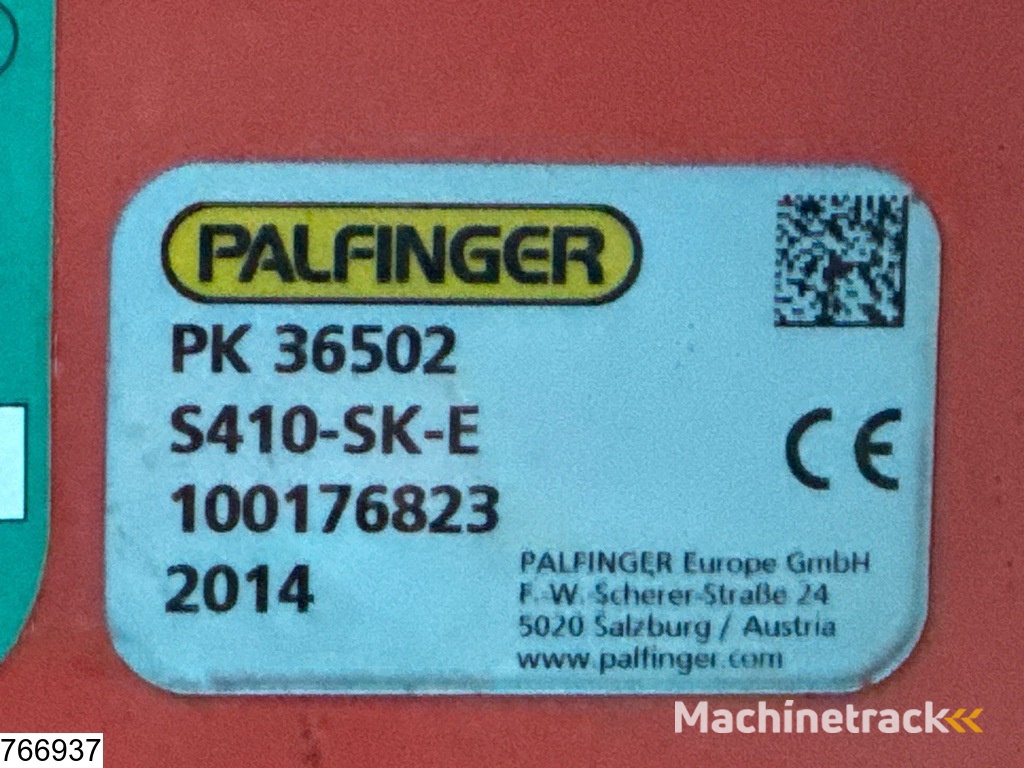 PALFINGER
PK 36502
S410-SK-E
100176823
2014
CE
PALFINGER Europe GmbH
F.-W. Scherer-Straße 24
5020 Salzburg / Austria
www.palfinger.com
Machinetrack
766937